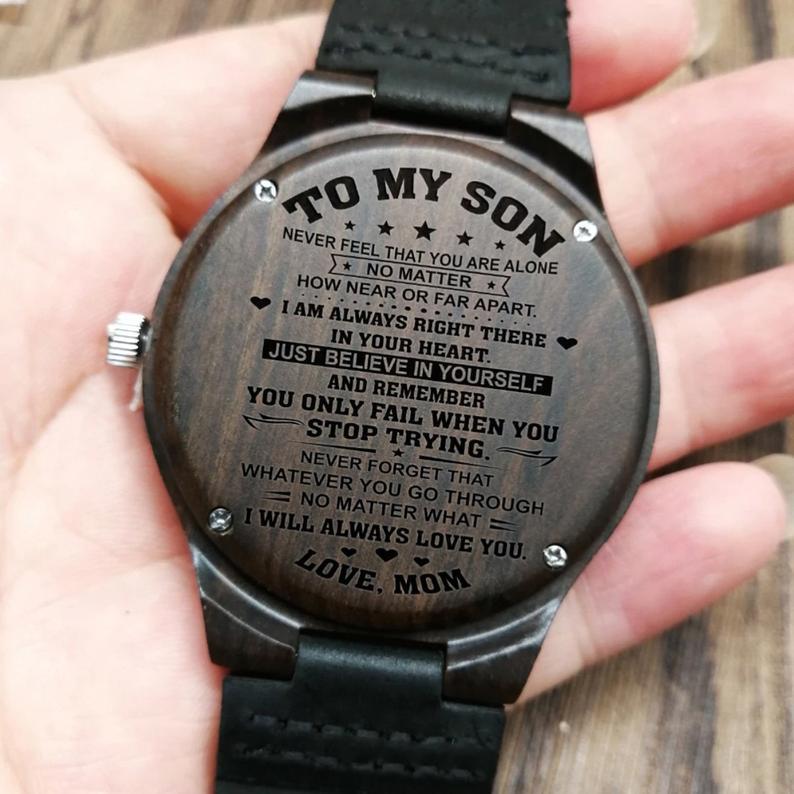 TO MY SON
NEVER FEEL THAT YOU ARE ALONE
NO MATTER
HOW NEAR OR FAR APART.
I AM ALWAYS RIGHT THERE
IN YOUR HEART.
JUST BELIEVE IN YOURSELF
AND REMEMBER
YOU ONLY FAIL WHEN YOU
STOP TRYING.
NEVER FORGET THAT
WHATEVER YOU GO THROUGH
NO MATTER WHAT
I WILL ALWAYS LOVE YOU.
LOVE, MOM